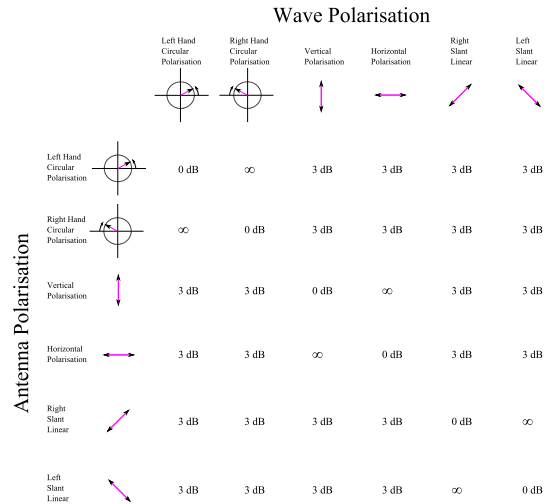 Wave Polarisation
Left Hand
Circular
Polarisation
Right Hand
Circular
Polarisation
Vertical
Polarisation
Horizontal
Polarisation
Right
Slant
Linear
Left
Slant
Linear
Antenna Polarisation
Left Hand
Circular
Polarisation
0 dB ∞ 3 dB 3 dB 3 dB 3 dB
Right Hand
Circular
Polarisation
∞ 0 dB 3 dB 3 dB 3 dB 3 dB
Vertical
Polarisation
3 dB 3 dB 0 dB ∞ 3 dB 3 dB
Horizontal
Polarisation
3 dB 3 dB ∞ 0 dB 3 dB 3 dB
Right
Slant
Linear
3 dB 3 dB 3 dB 3 dB 0 dB ∞
Left
Slant
Linear
3 dB 3 dB 3 dB 3 dB ∞ 0 dB